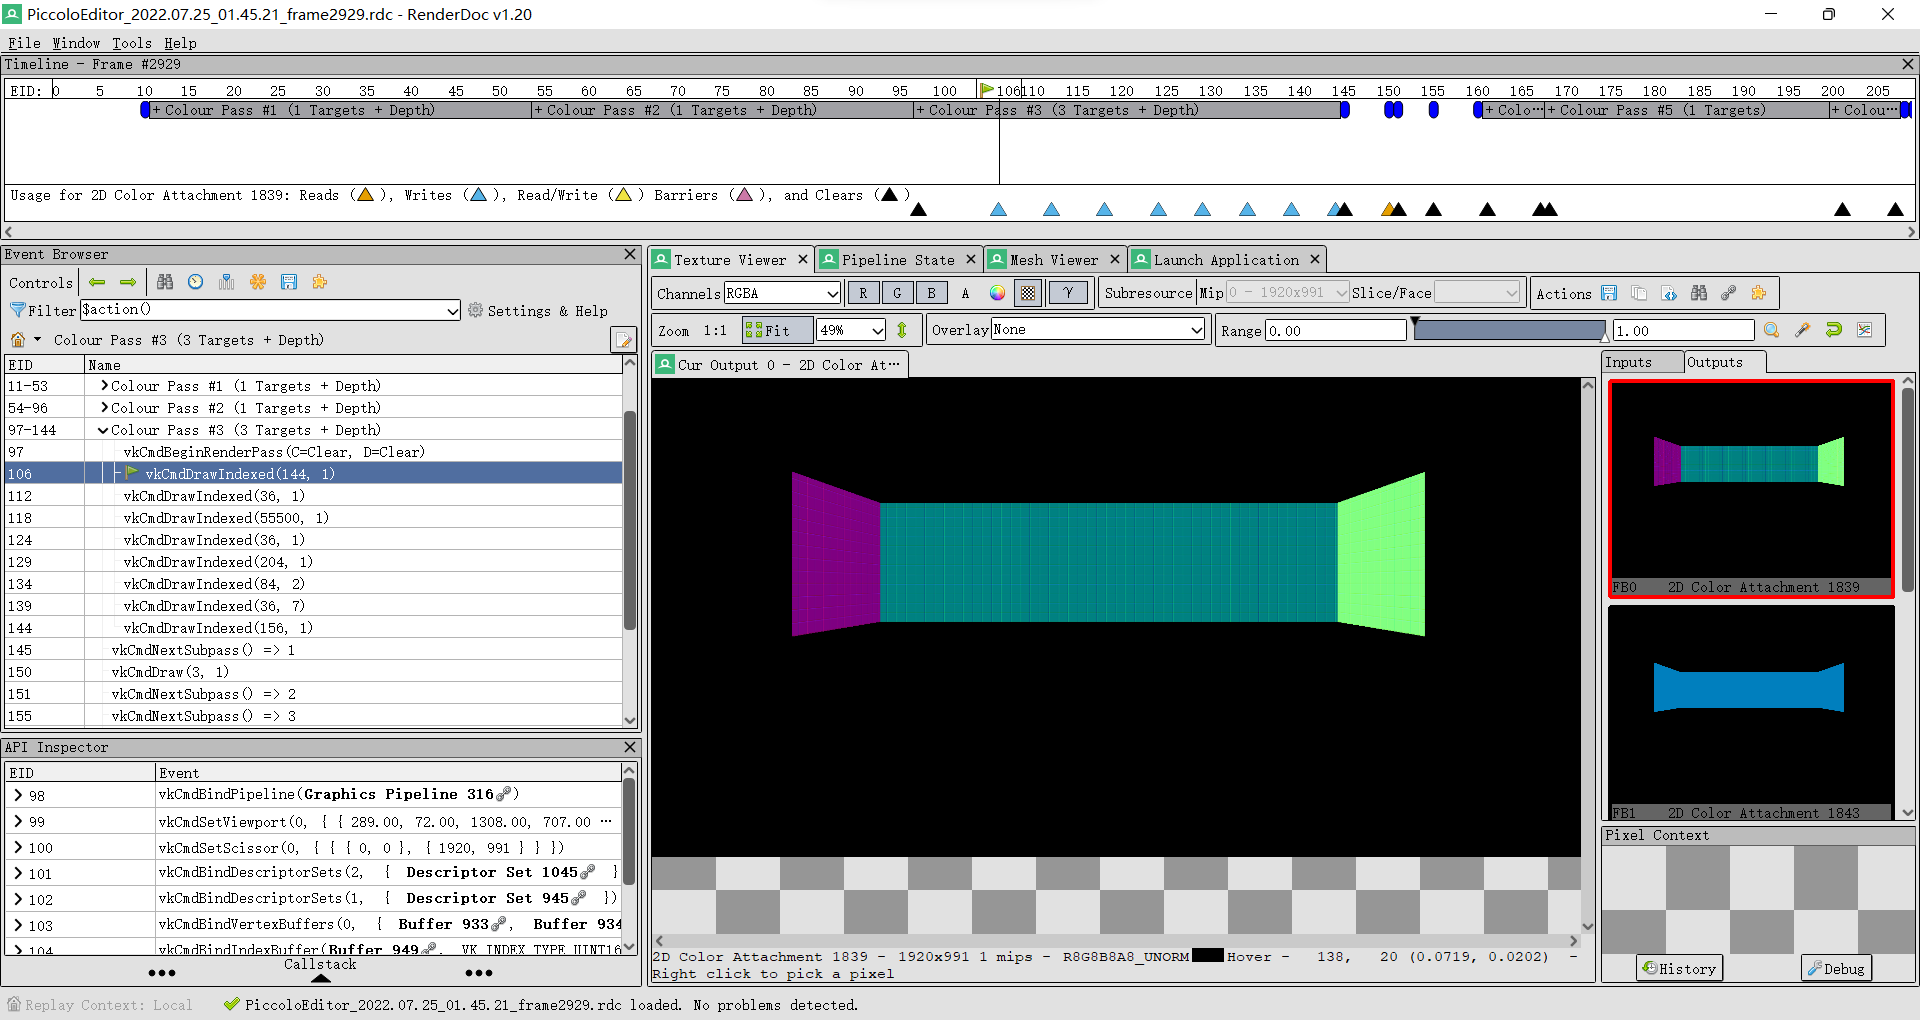 PiccoloEditor_2022.07.25_01.45.21_frame2929.rdc - RenderDoc v1.20
File Window Tools Help
Timeline - Frame #2929
EID: 0 5 10 15 20 25 30 35 40 45 50 55 60 65 70 75 80 85 90 95 100 106 110 115 120 125 130 135 140 145 150 155 160 165 170 175 180 185 190 195 200 205
+ Colour Pass #1 (1 Targets + Depth) + Colour Pass #2 (1 Targets + Depth) + Colour Pass #3 (3 Targets + Depth) + Colo··· + Colour Pass #5 (1 Targets) + Colou···
Usage for 2D Color Attachment 1839: Reads ( ), Writes ( ), Read/Write ( ) Barriers ( ), and Clears ( )
Event Browser
Controls
Filter $action() Settings & Help
Colour Pass #3 (3 Targets + Depth)
EID Name
11-53 Colour Pass #1 (1 Targets + Depth)
54-96 Colour Pass #2 (1 Targets + Depth)
97-144 Colour Pass #3 (3 Targets + Depth)
97 vkCmdBeginRenderPass(C=Clear, D=Clear)
106 vkCmdDrawIndexed(144, 1)
112 vkCmdDrawIndexed(36, 1)
118 vkCmdDrawIndexed(55500, 1)
124 vkCmdDrawIndexed(36, 1)
129 vkCmdDrawIndexed(204, 1)
134 vkCmdDrawIndexed(84, 2)
139 vkCmdDrawIndexed(36, 7)
144 vkCmdDrawIndexed(156, 1)
145 vkCmdNextSubpass() => 1
150 vkCmdDraw(3, 1)
151 vkCmdNextSubpass() => 2
155 vkCmdNextSubpass() => 3
API Inspector
EID Event
98 vkCmdBindPipeline(Graphics Pipeline 316)
99 vkCmdSetViewport(0, { { 289.00, 72.00, 1308.00, 707.00 ···
100 vkCmdSetScissor(0, { { { 0, 0 }, { 1920, 991 } } })
101 vkCmdBindDescriptorSets(2, { Descriptor Set 1045 }
102 vkCmdBindDescriptorSets(1, { Descriptor Set 945 })
103 vkCmdBindVertexBuffers(0, { Buffer 933, Buffer 934
104 vkCmdBindIndexBuffer(Buffer 949, VK_INDEX_TYPE_UINT16
Callstack
Texture Viewer Pipeline State Mesh Viewer Launch Application
Channels RGBA R G B A γ Subresource Mip 0 - 1920x991 Slice/Face Actions
Zoom 1:1 Fit 49% Overlay None Range 0.00 1.00
Cur Output 0 - 2D Color At···
2D Color Attachment 1839 - 1920x991 1 mips - R8G8B8A8_UNORM Hover - 138, 20 (0.0719, 0.0202) -
Right click to pick a pixel
Inputs Outputs
FB0 2D Color Attachment 1839
FB1 2D Color Attachment 1843
Pixel Context
History Debug
Replay Context: Local PiccoloEditor_2022.07.25_01.45.21_frame2929.rdc loaded. No problems detected.